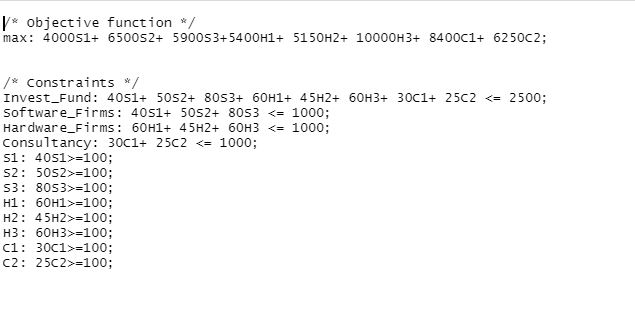 /* Objective function */
max: 4000S1+ 6500S2+ 5900S3+5400H1+ 5150H2+ 10000H3+ 8400C1+ 6250C2;
/* Constraints */
Invest_Fund: 40S1+ 50S2+ 80S3+ 60H1+ 45H2+ 60H3+ 30C1+ 25C2 <= 2500;
Software_Firms: 40S1+ 50S2+ 80S3 <= 1000;
Hardware_Firms: 60H1+ 45H2+ 60H3 <= 1000;
Consultancy: 30C1+ 25C2 <= 1000;
S1: 40S1>=100;
S2: 50S2>=100;
S3: 80S3>=100;
H1: 60H1>=100;
H2: 45H2>=100;
H3: 60H3>=100;
C1: 30C1>=100;
C2: 25C2>=100;